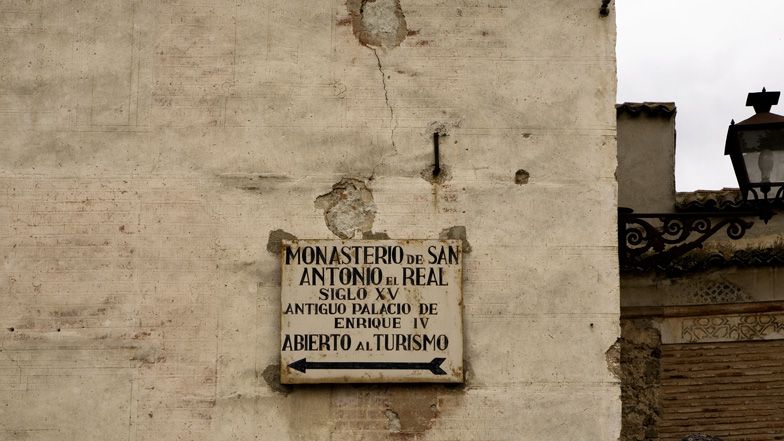 MONASTERIO DE SAN
ANTONIO EL REAL
SIGLO XV
ANTIGUO PALACIO DE
ENRIQUE IV
ABIERTO AL TURISMO